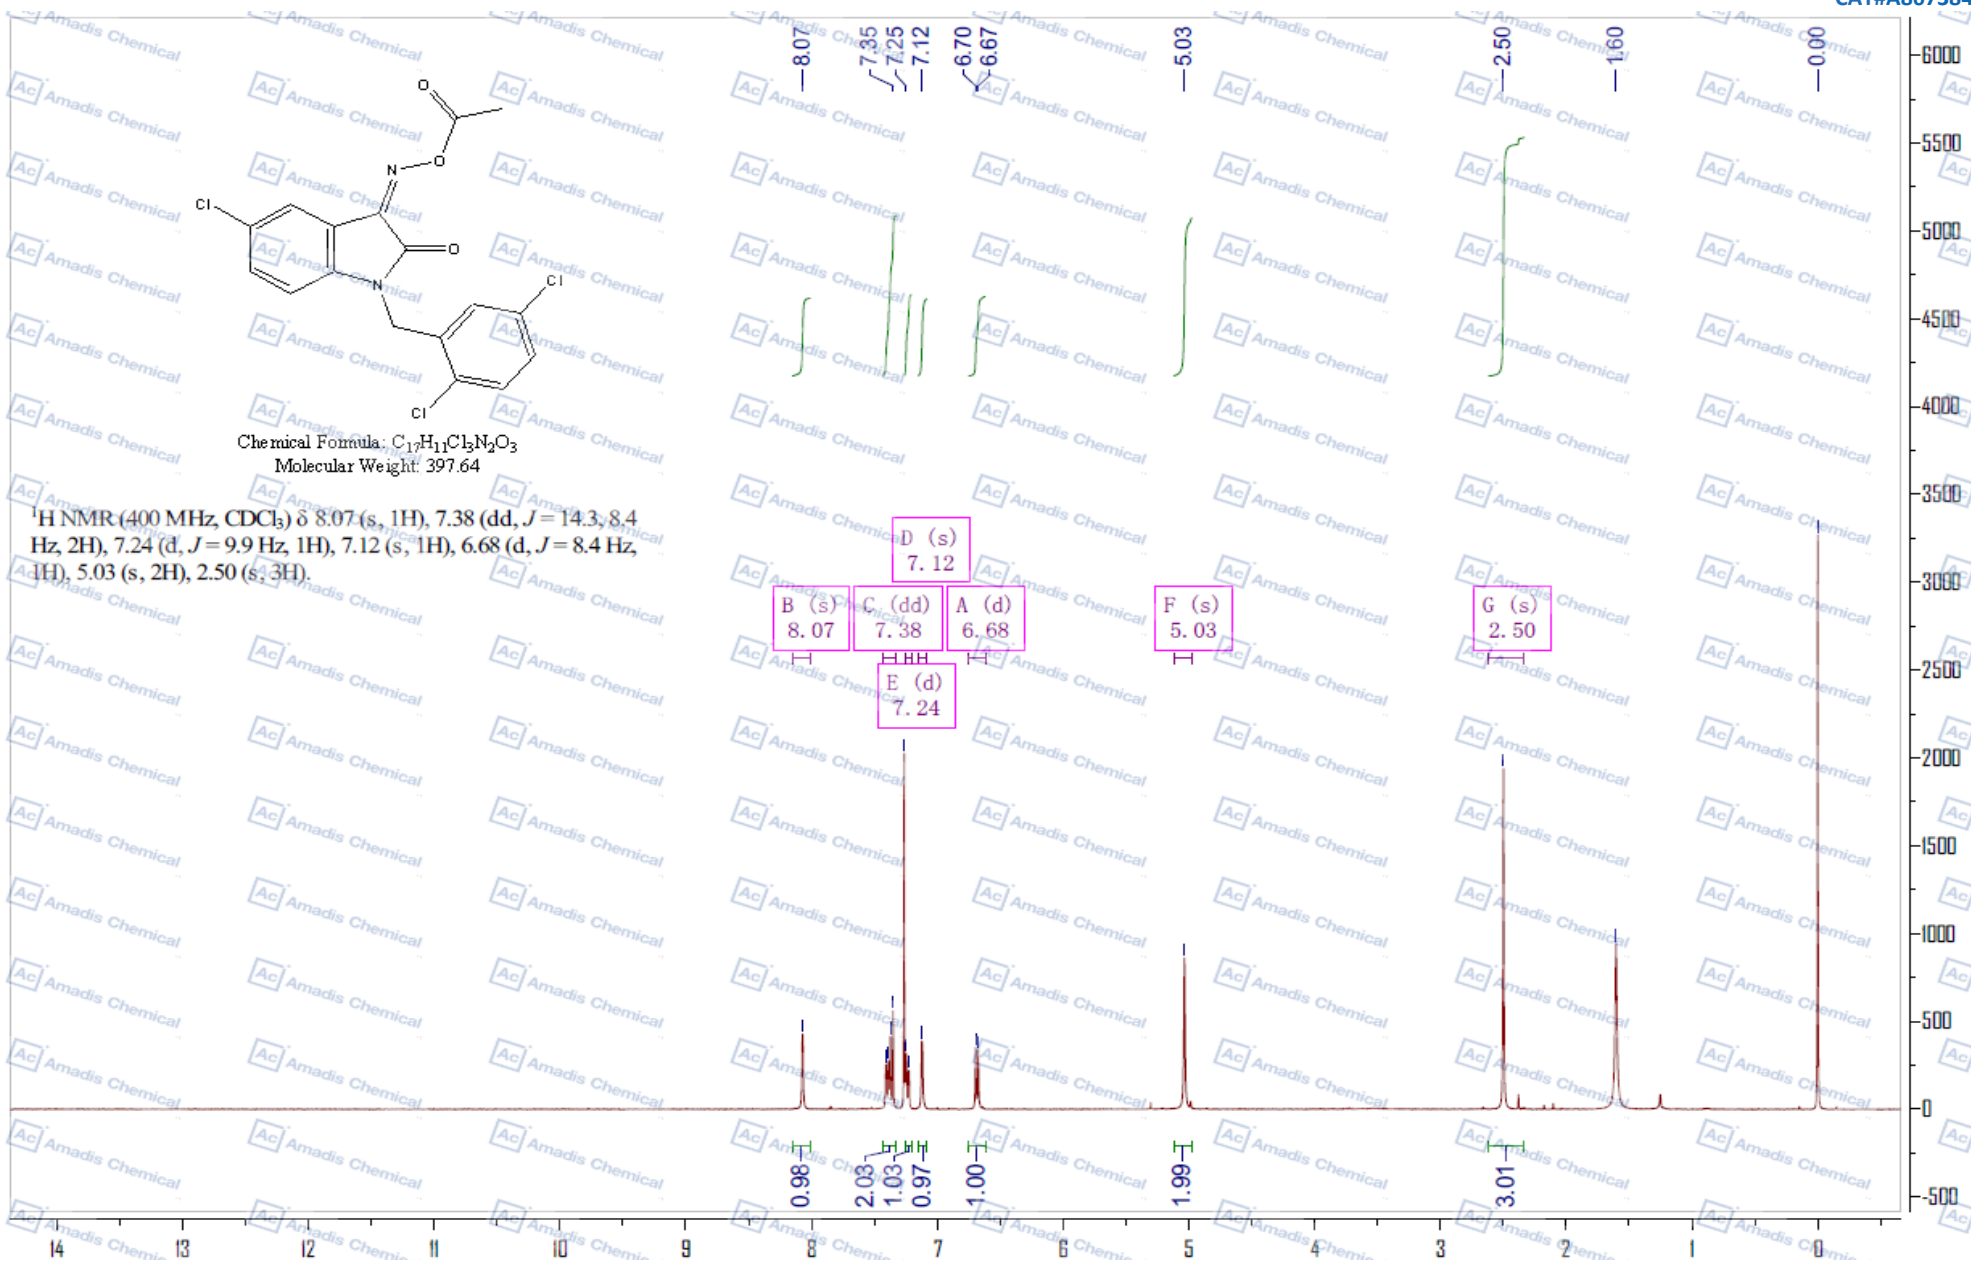 CAT#A867584
8.07
7.35
7.25
7.12
6.70
6.67
5.03
2.50
1.60
0.00
6000
5500
5000
4500
4000
3500
3000
2500
2000
1500
1000
500
0
-500
O
O
N
Cl
O
N
Cl
Cl
Chemical Formula: C₁₇H₁₁Cl₃N₂O₃
Molecular Weight: 397.64
¹H NMR (400 MHz, CDCl₃) δ 8.07 (s, 1H), 7.38 (dd, J = 14.3, 8.4
Hz, 2H), 7.24 (d, J = 9.9 Hz, 1H), 7.12 (s, 1H), 6.68 (d, J = 8.4 Hz,
1H), 5.03 (s, 2H), 2.50 (s, 3H).
D (s)
7.12
B (s)
8.07
C (dd)
7.38
A (d)
6.68
F (s)
5.03
G (s)
2.50
E (d)
7.24
0.98
2.03
1.03
0.97
1.00
1.99
3.01
14 13 12 11 10 9 8 7 6 5 4 3 2 1 0
Ac Amadis Chemical